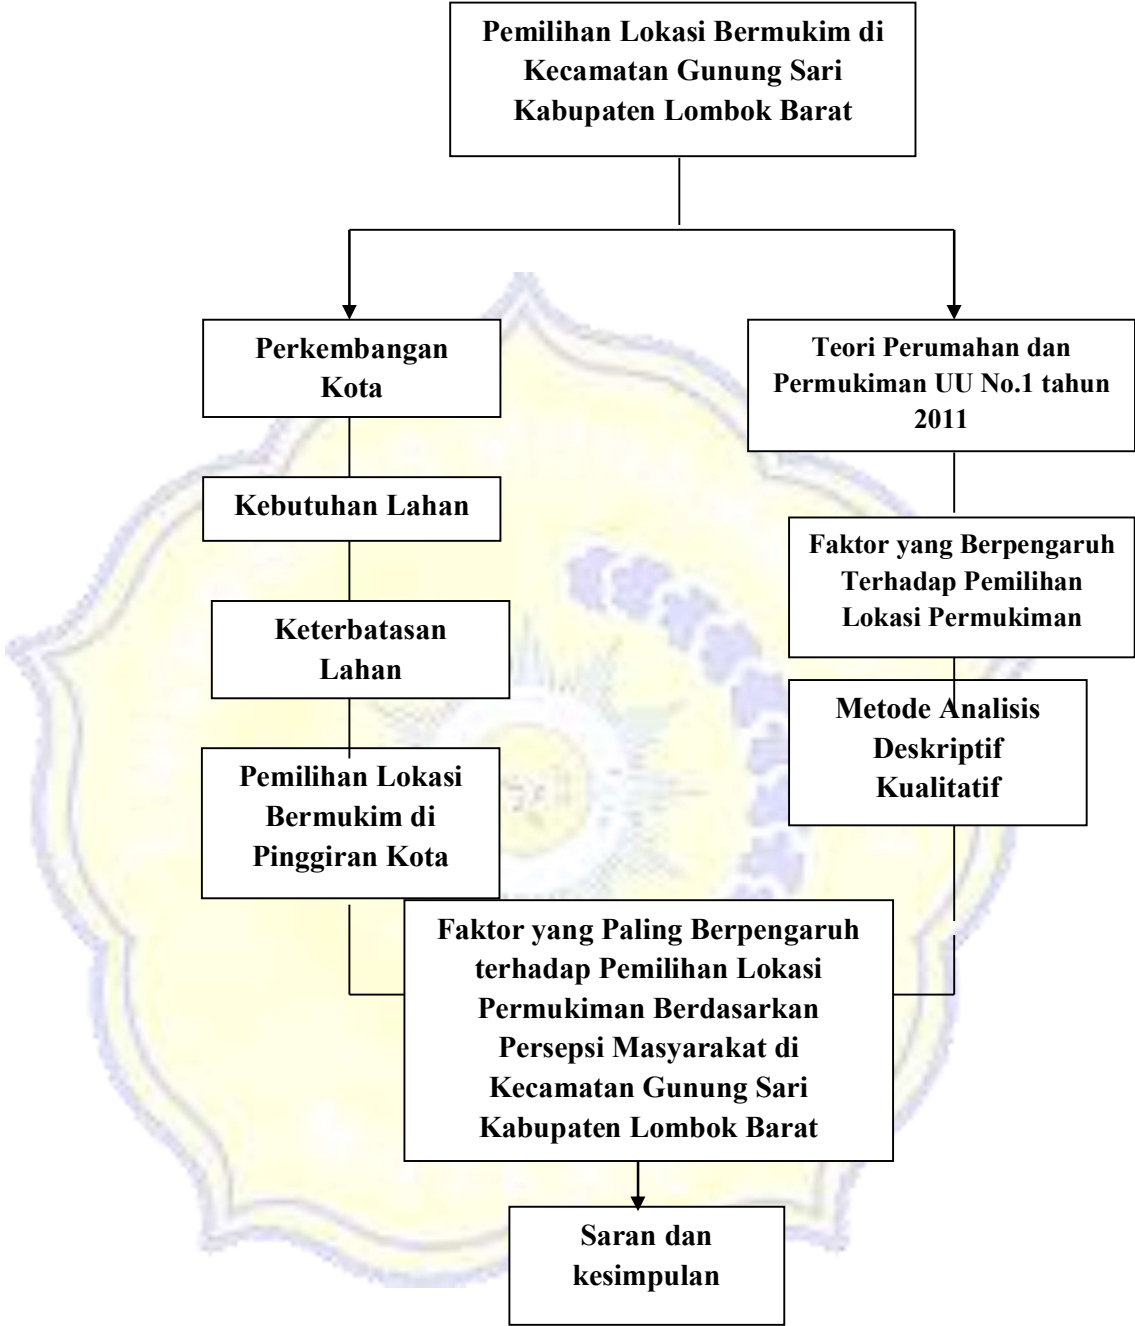 Pemilihan Lokasi Bermukim di
Kecamatan Gunung Sari
Kabupaten Lombok Barat
Perkembangan
Kota
Kebutuhan Lahan
Keterbatasan
Lahan
Pemilihan Lokasi
Bermukim di
Pinggiran Kota
Teori Perumahan dan
Permukiman UU No.1 tahun
2011
Faktor yang Berpengaruh
Terhadap Pemilihan
Lokasi Permukiman
Metode Analisis
Deskriptif
Kualitatif
Faktor yang Paling Berpengaruh
terhadap Pemilihan Lokasi
Permukiman Berdasarkan
Persepsi Masyarakat di
Kecamatan Gunung Sari
Kabupaten Lombok Barat
Saran dan
kesimpulan